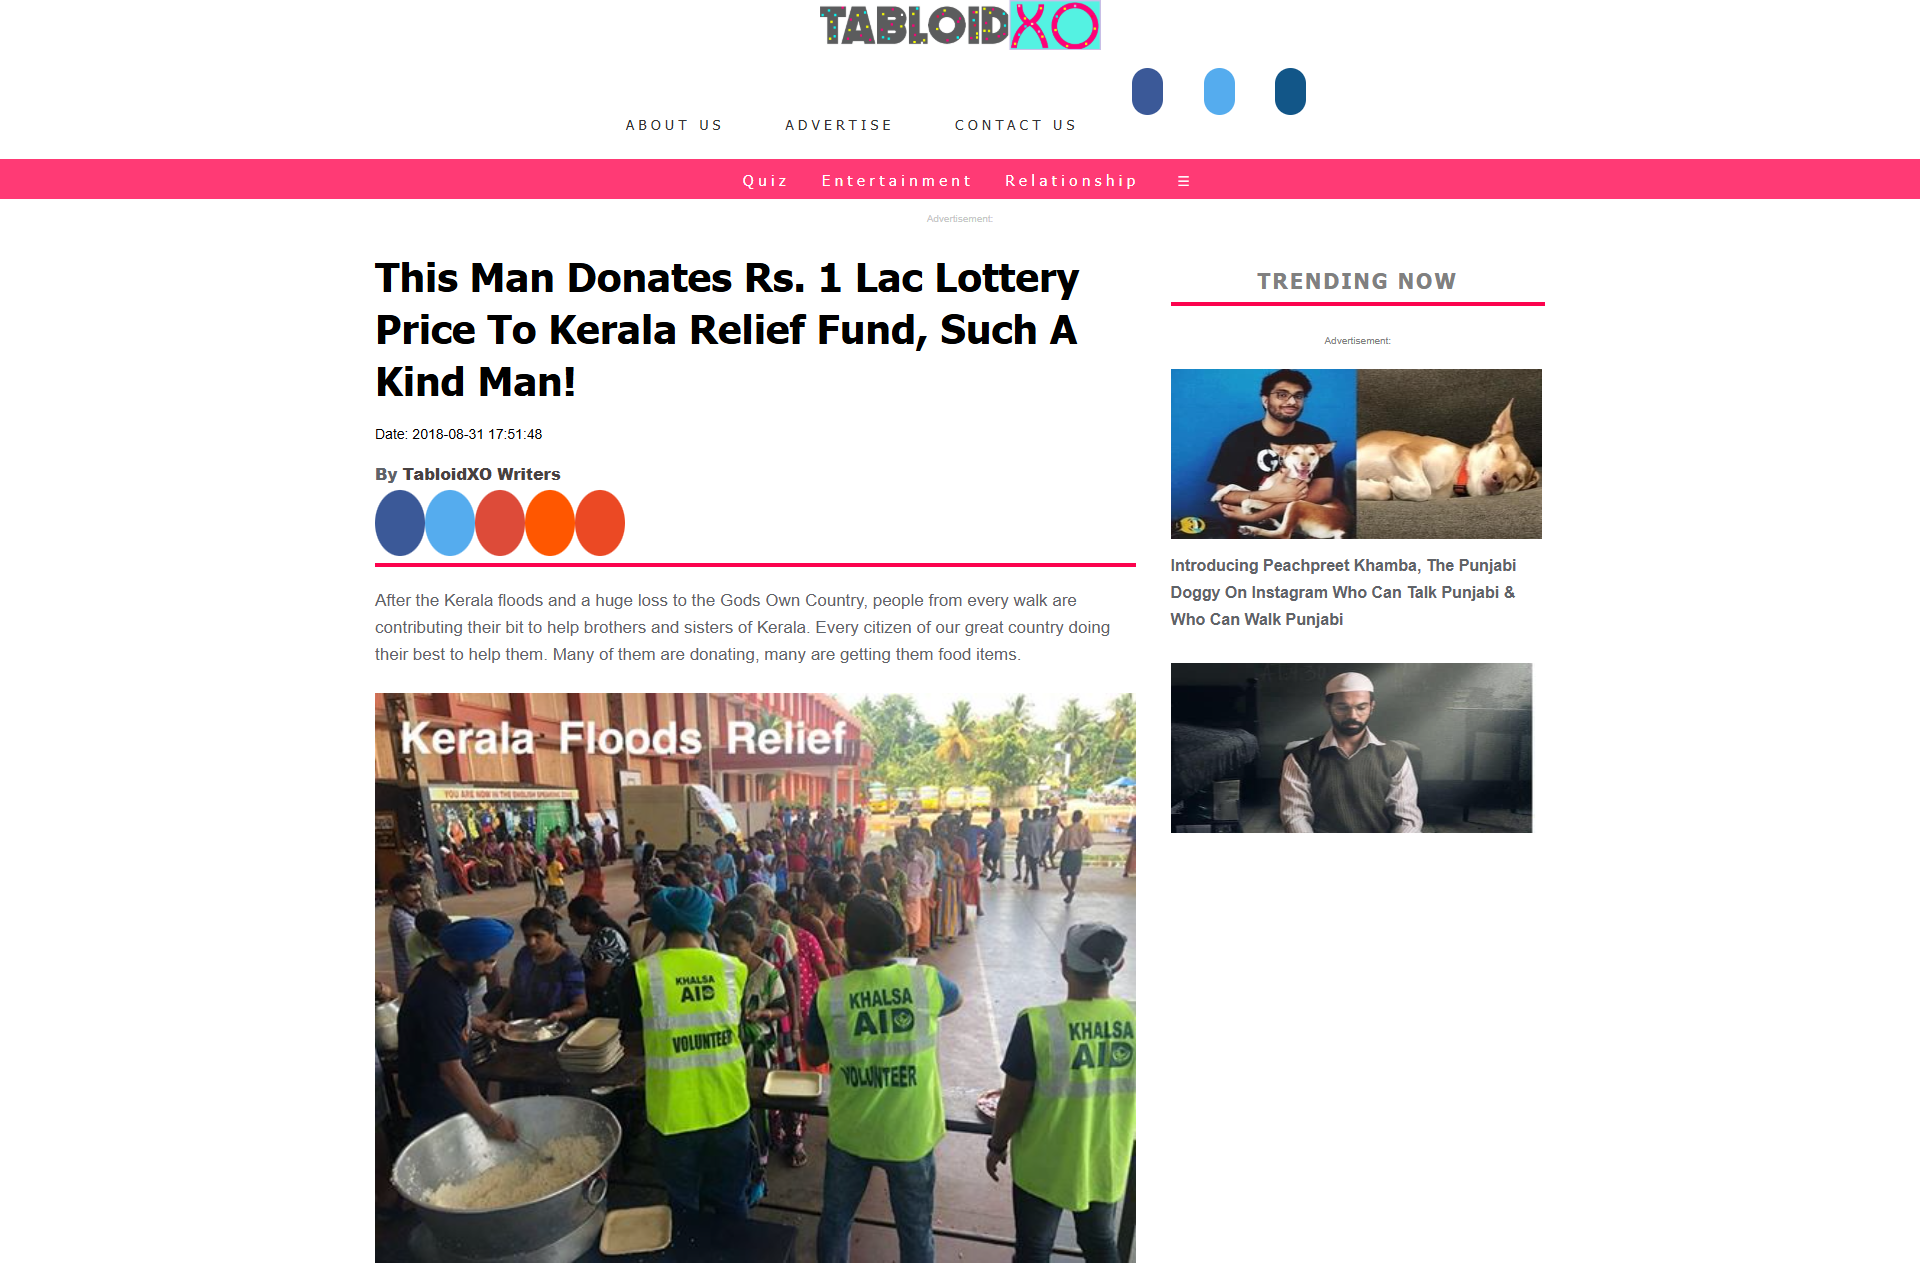 TABLOIDXO
ABOUT US
ADVERTISE
CONTACT US
Quiz
Entertainment
Relationship
☰
Advertisement:
This Man Donates Rs. 1 Lac Lottery
Price To Kerala Relief Fund, Such A
Kind Man!
Date: 2018-08-31 17:51:48
By TabloidXO Writers
After the Kerala floods and a huge loss to the Gods Own Country, people from every walk are
contributing their bit to help brothers and sisters of Kerala. Every citizen of our great country doing
their best to help them. Many of them are donating, many are getting them food items.
Kerala Floods Relief
YOU ARE NOW IN THE ENGLISH SPEAKING ZONE
KHALSA
AID
VOLUNTEER
KHALSA
AID
VOLUNTEER
KHALSA
AID
TRENDING NOW
Advertisement:
Introducing Peachpreet Khamba, The Punjabi
Doggy On Instagram Who Can Talk Punjabi &
Who Can Walk Punjabi